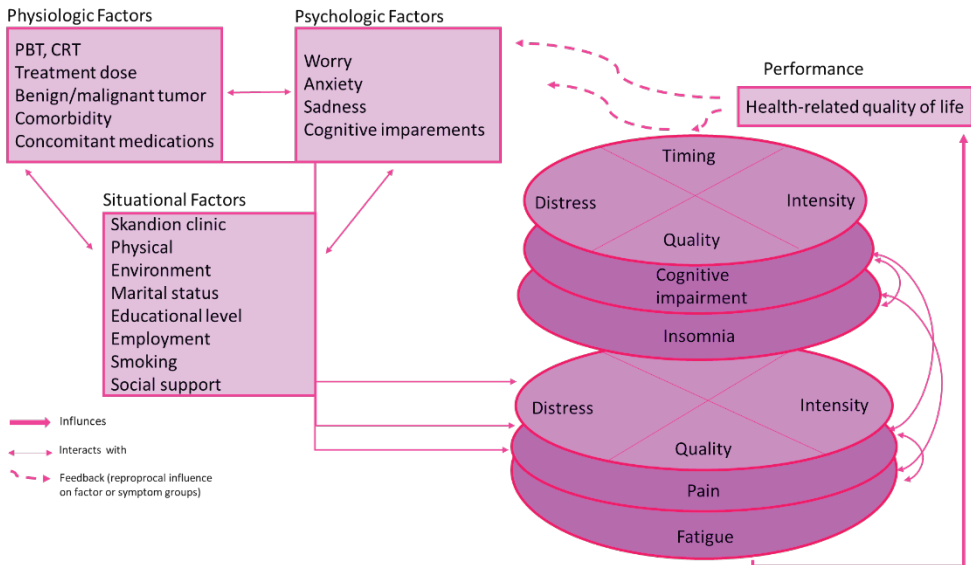 Physiologic Factors
PBT, CRT
Treatment dose
Benign/malignant tumor
Comorbidity
Concomitant medications
Psychologic Factors
Worry
Anxiety
Sadness
Cognitive imparements
Situational Factors
Skandion clinic
Physical
Environment
Marital status
Educational level
Employment
Smoking
Social support
Performance
Health-related quality of life
Timing
Distress
Intensity
Quality
Cognitive
impairment
Insomnia
Distress
Intensity
Quality
Pain
Fatigue
Influnces
Interacts with
Feedback (reproprocal influence
on factor or symptom groups)